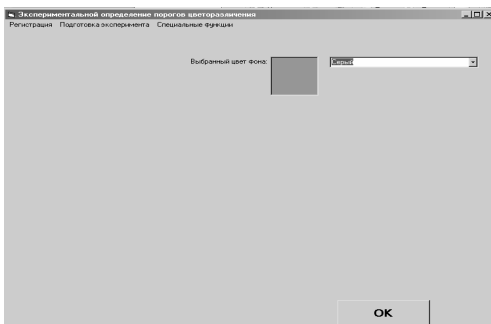 Экспериментальной определение порогов цветоразличения
Регистрация Подготовка эксперимента Специальные функции
Выбранный цвет фона: Серый
OK